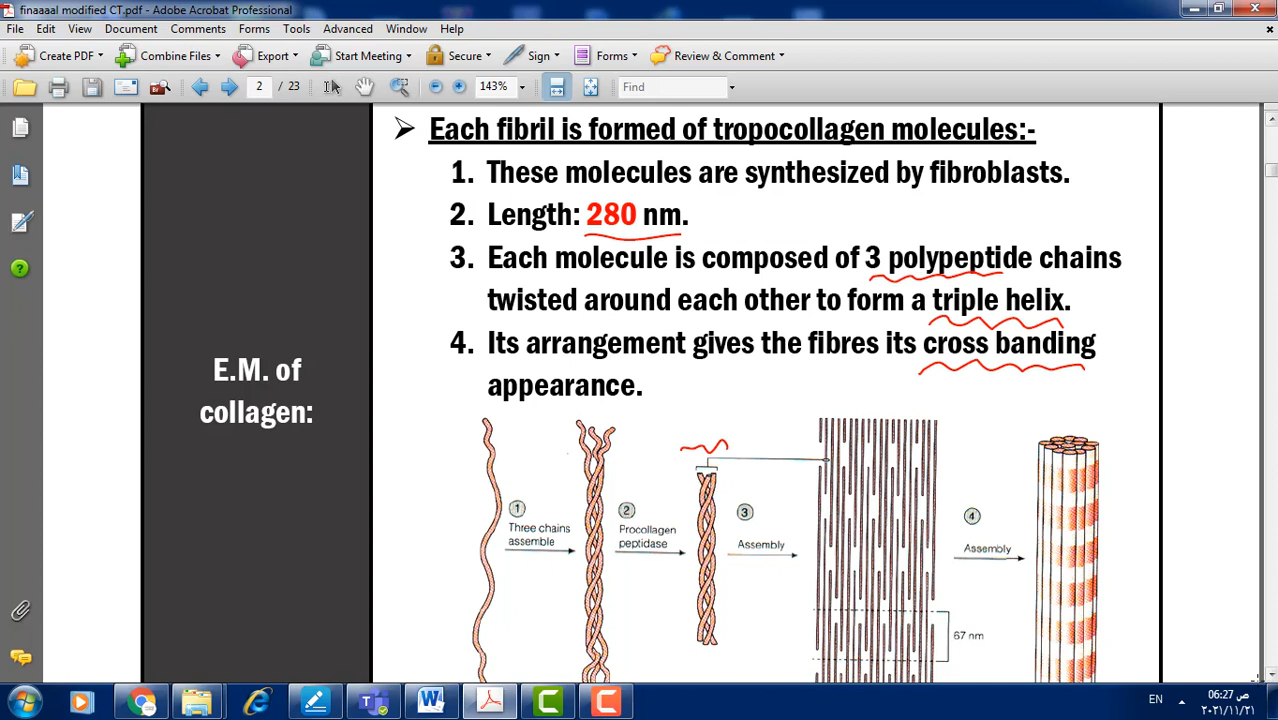 finaaaal modified CT.pdf - Adobe Acrobat Professional
File Edit View Document Comments Forms Tools Advanced Window Help
Create PDF Combine Files Export Start Meeting Secure Sign Forms Review & Comment
2 / 23 143% Find
Each fibril is formed of tropocollagen molecules:-
1. These molecules are synthesized by fibroblasts.
2. Length: 280 nm.
3. Each molecule is composed of 3 polypeptide chains
twisted around each other to form a triple helix.
4. Its arrangement gives the fibres its cross banding
appearance.
E.M. of
collagen:
1
Three chains
assemble
2
Procollagen
peptidase
3
Assembly
4
Assembly
67 nm
EN
06:27 ص
٢٠٢١/١١/٢١